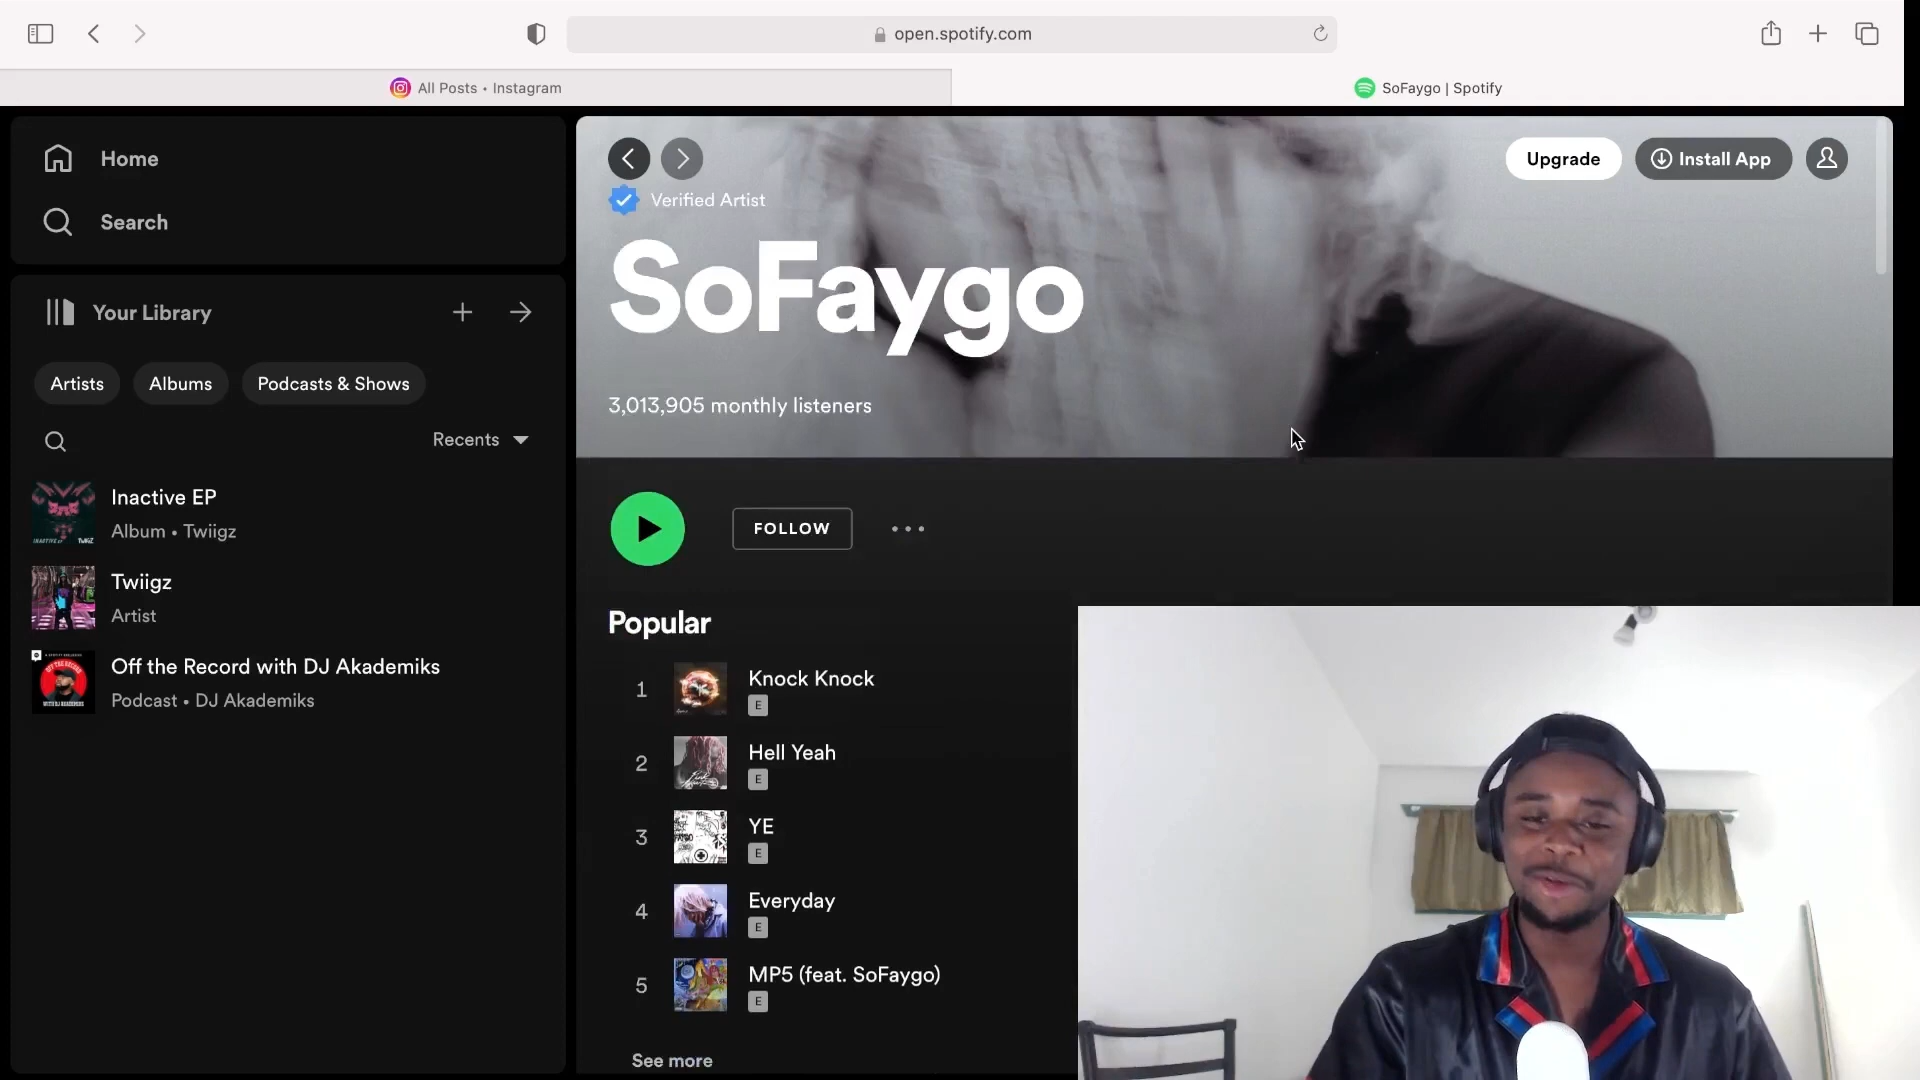 open.spotify.com
All Posts • Instagram
SoFaygo | Spotify
Home
Search
Your Library
Artists
Albums
Podcasts & Shows
Recents
Inactive EP
Album • Twiigz
Twiigz
Artist
Off the Record with DJ Akademiks
Podcast • DJ Akademiks
Upgrade
Install App
Verified Artist
SoFaygo
3,013,905 monthly listeners
FOLLOW
Popular
1
Knock Knock
E
2
Hell Yeah
E
3
YE
E
4
Everyday
E
5
MP5 (feat. SoFaygo)
E
See more